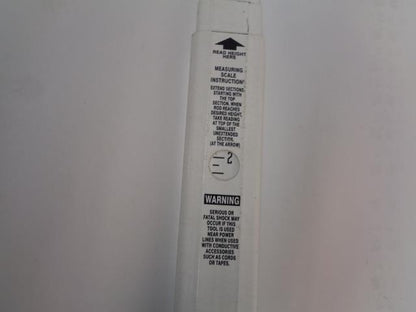 READ HEIGHT
HERE
MEASURING
SCALE
INSTRUCTION
EXTEND SECTIONS
STARTING WITH
THE TOP
SECTION. WHEN
ROD REACHES
DESIRED HEIGHT,
TAKE READING
AT TOP OF THE
SMALLEST
UNEXTENDED
SECTION.
(AT THE ARROW)
2
WARNING
SERIOUS OR
FATAL SHOCK MAY
OCCUR IF THIS
TOOL IS USED
NEAR POWER
LINES WHEN USED
WITH CONDUCTIVE
ACCESSORIES
SUCH AS CORDS
OR TAPES.